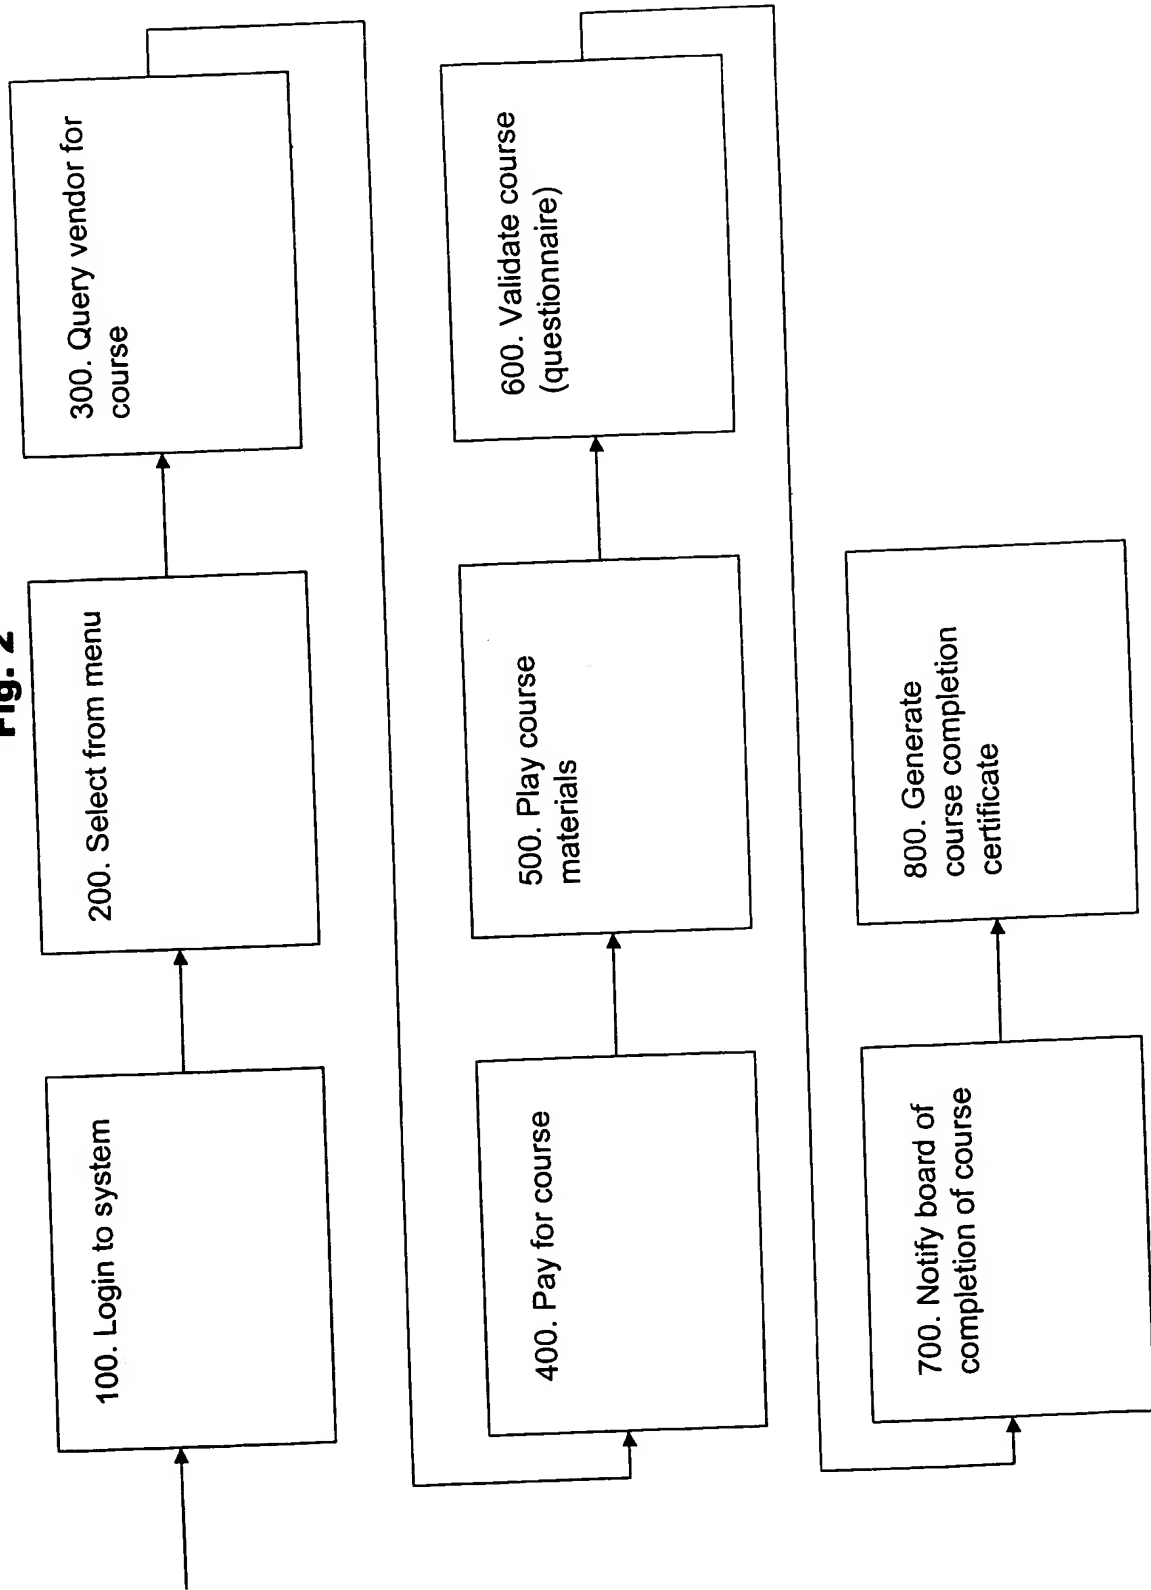 Fig. 2
100. Login to system
200. Select from menu
300. Query vendor for
course
400. Pay for course
500. Play course
materials
600. Validate course
(questionnaire)
700. Notify board of
completion of course
800. Generate
course completion
certificate